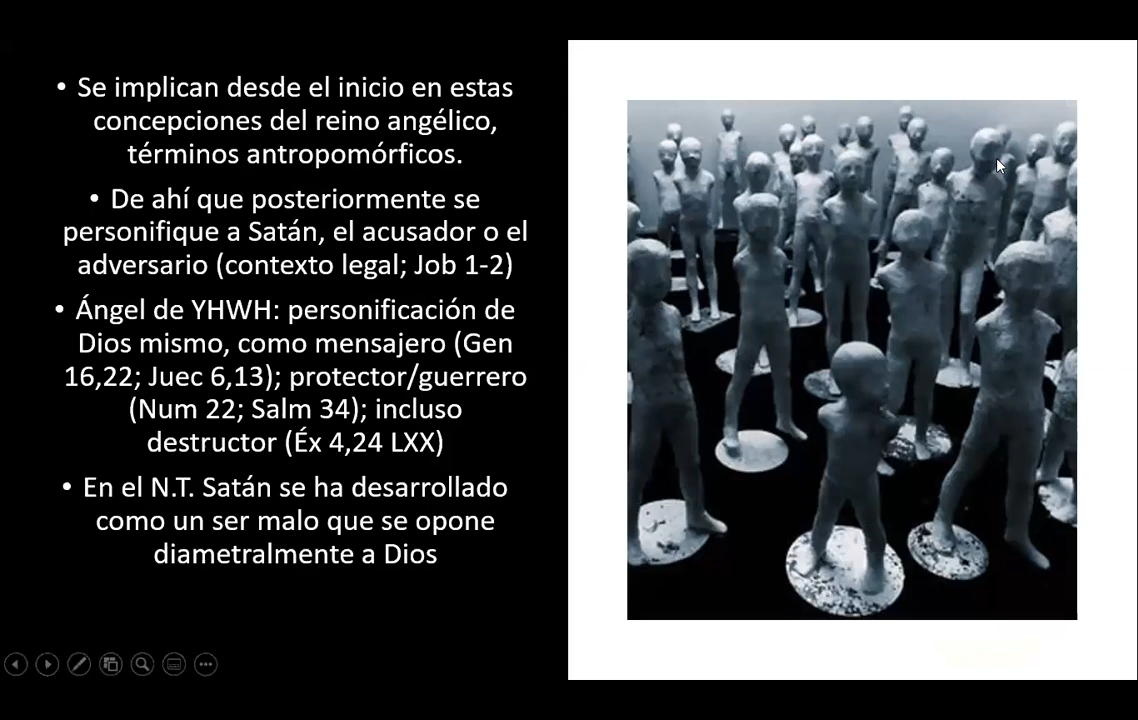 • Se implican desde el inicio en estas
concepciones del reino angélico,
términos antropomórficos.
• De ahí que posteriormente se
personifique a Satán, el acusador o el
adversario (contexto legal; Job 1-2)
• Ángel de YHWH: personificación de
Dios mismo, como mensajero (Gen
16,22; Juec 6,13); protector/guerrero
(Num 22; Salm 34); incluso
destructor (Éx 4,24 LXX)
• En el N.T. Satán se ha desarrollado
como un ser malo que se opone
diametralmente a Dios